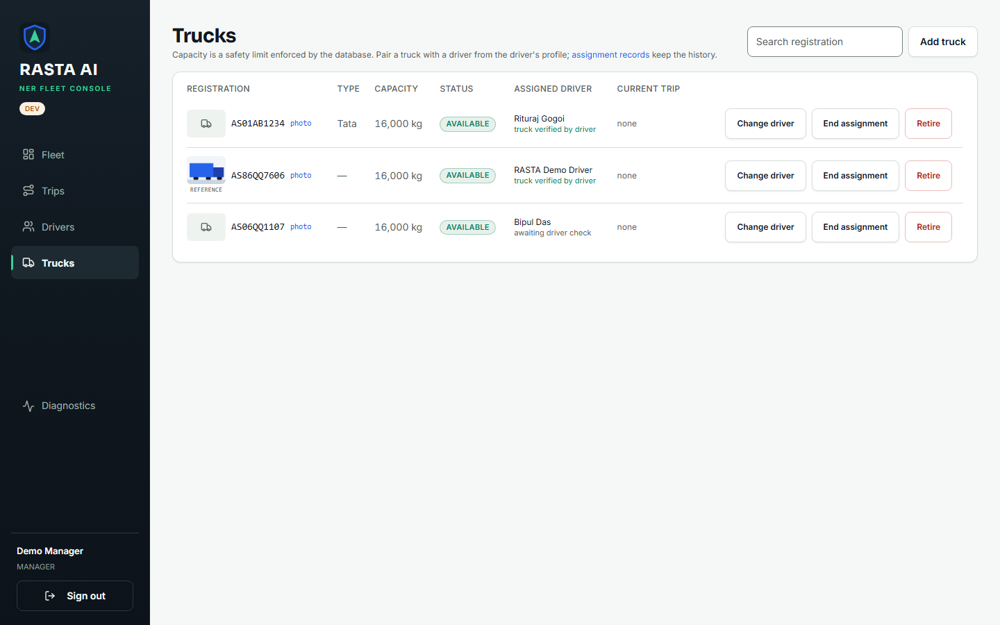 RASTA AI
NER FLEET CONSOLE
DEV
Fleet
Trips
Drivers
Trucks
Diagnostics
Demo Manager
MANAGER
Sign out
Trucks
Capacity is a safety limit enforced by the database. Pair a truck with a driver from the driver's profile; assignment records keep the history.
Search registration
Add truck
REGISTRATION TYPE CAPACITY STATUS ASSIGNED DRIVER CURRENT TRIP
AS01AB1234 photo Tata 16,000 kg AVAILABLE Rituraj Gogoi none Change driver End assignment Retire
truck verified by driver
AS86QQ7606 photo — 16,000 kg AVAILABLE RASTA Demo Driver none Change driver End assignment Retire
truck verified by driver
REFERENCE
AS06QQ1107 photo — 16,000 kg AVAILABLE Bipul Das none Change driver End assignment Retire
awaiting driver check